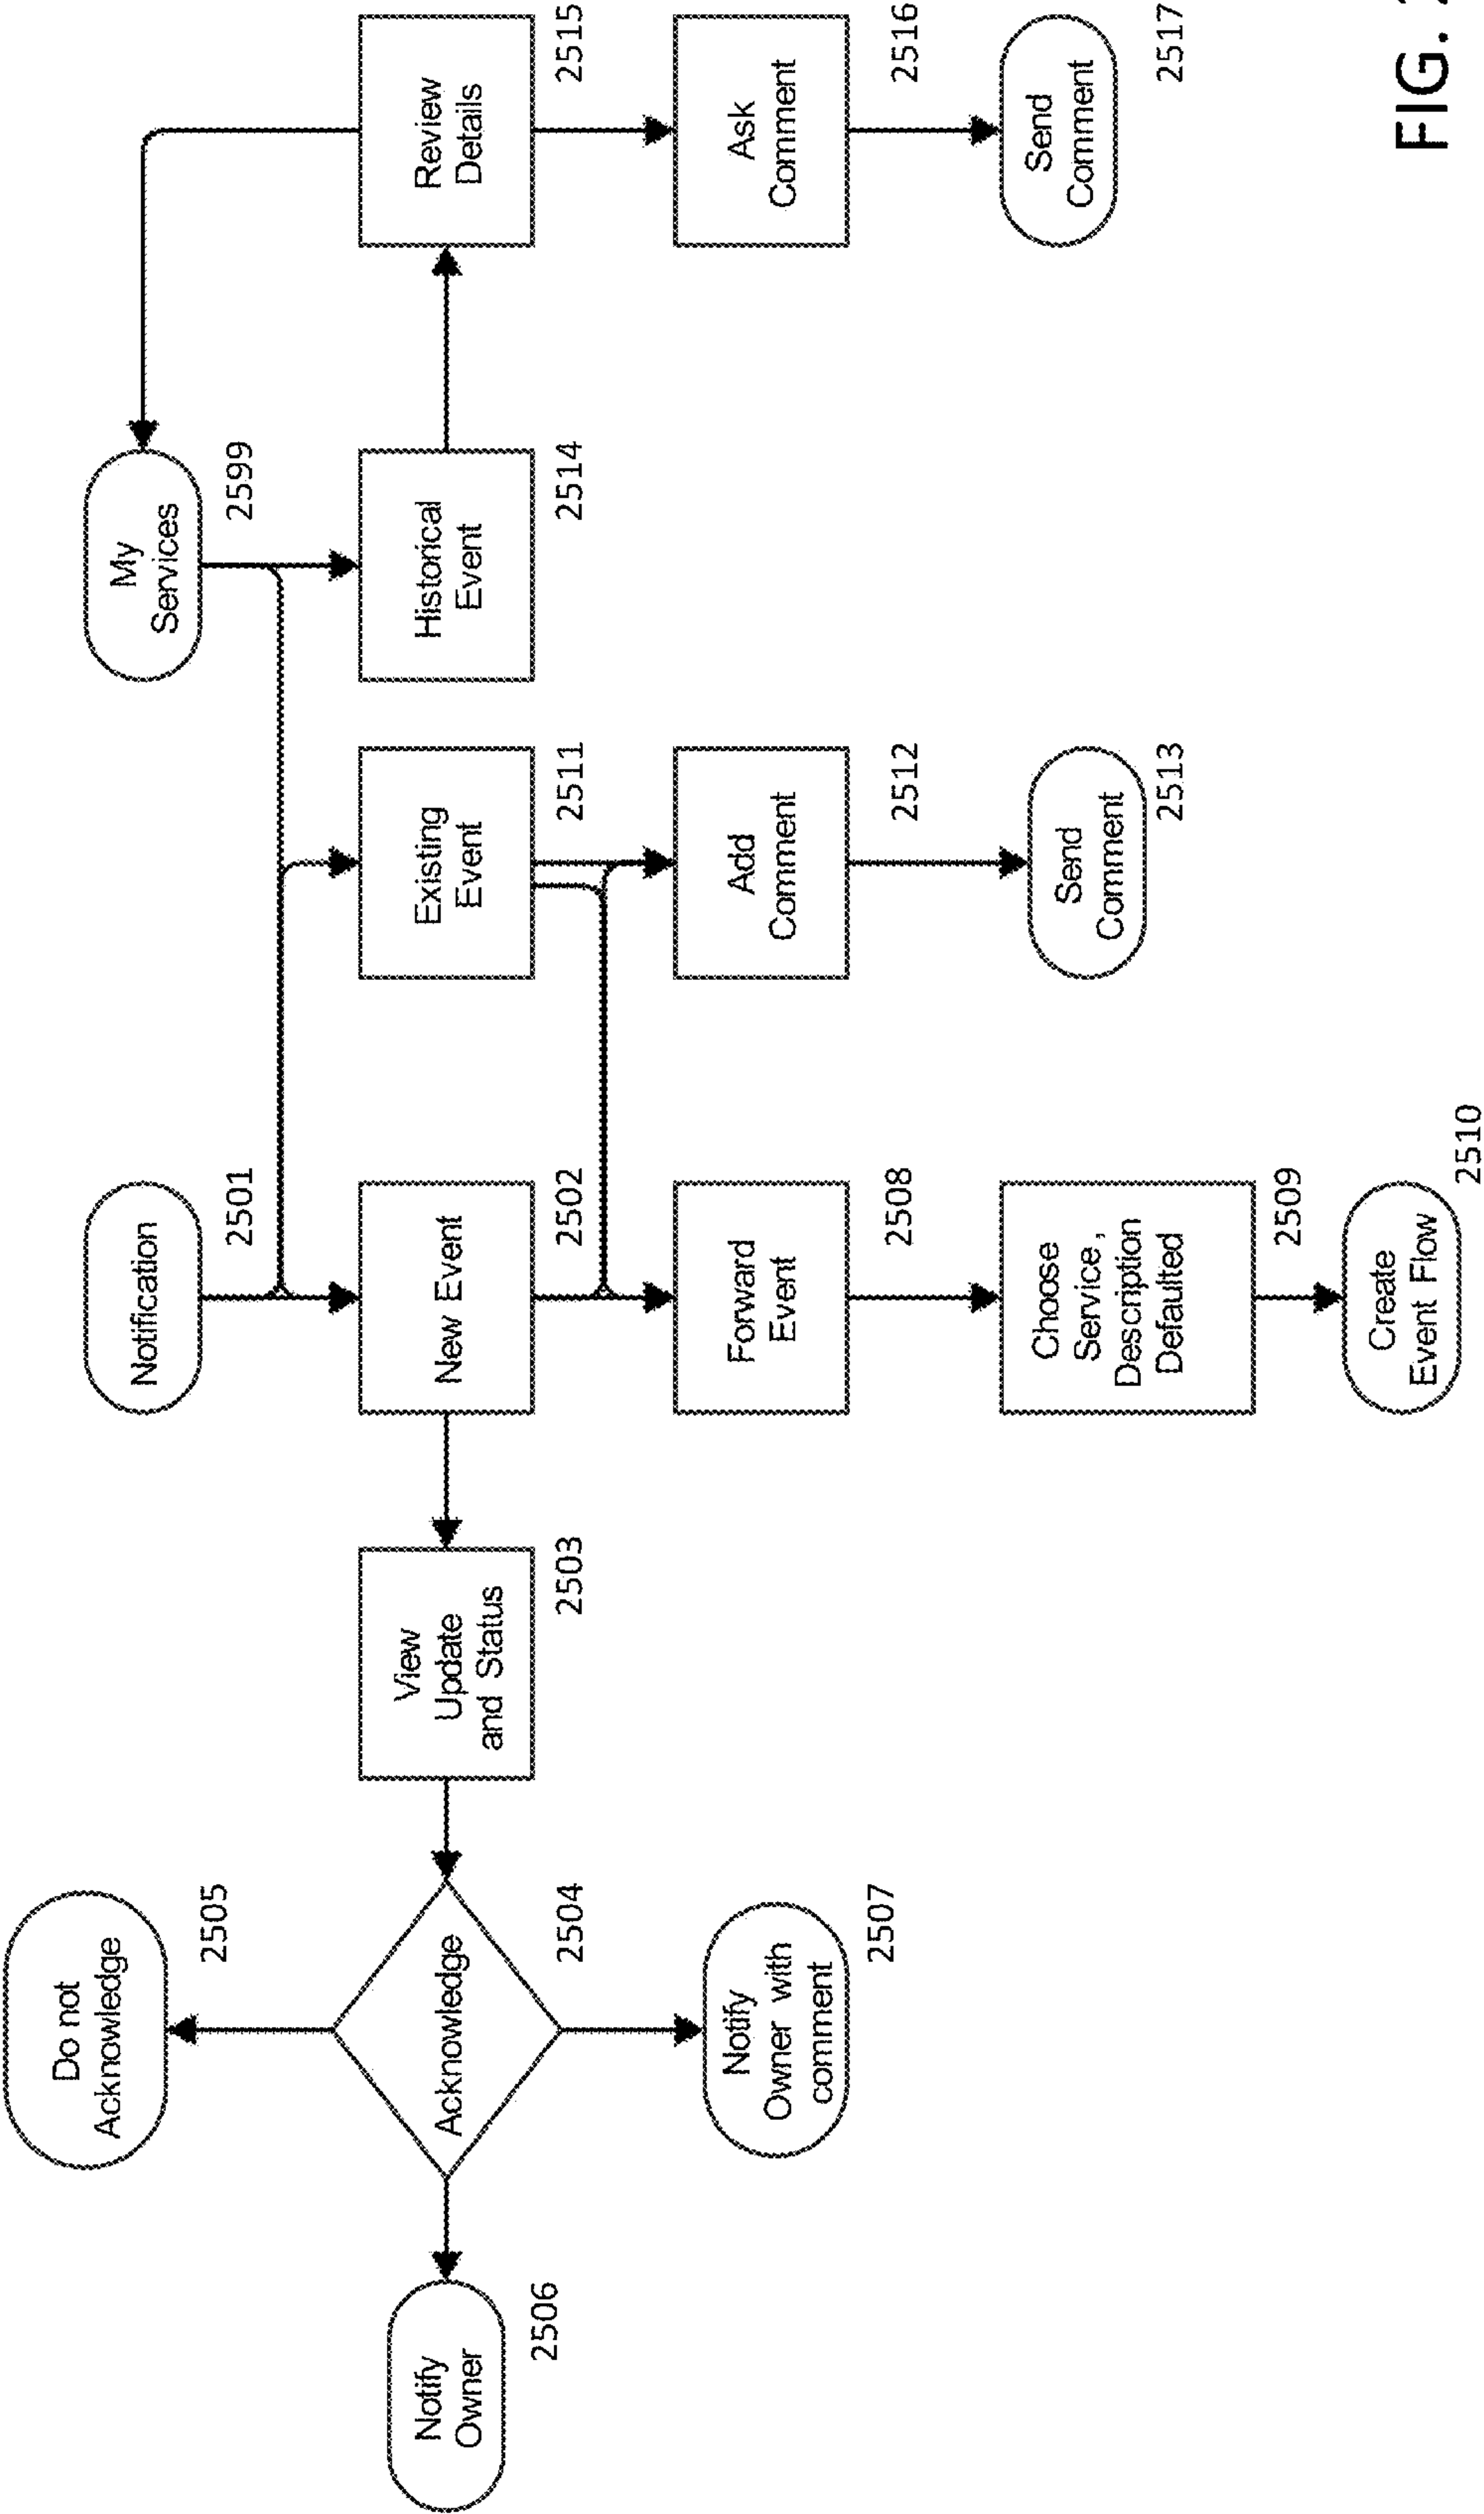 Do not
Acknowledge
2505
Notify
Owner
2506
Acknowledge
2504
Notify
Owner with
comment
2507
View
Update
and Status
2503
Notification
2501
New Event
2502
Forward
Event
2508
Choose
Service,
Description
Defaulted
2509
Create
Event Flow
2510
Existing
Event
2511
Add
Comment
2512
Send
Comment
2513
My
Services
2599
Historical
Event
2514
Review
Details
2515
Ask
Comment
2516
Send
Comment
2517
FIG.